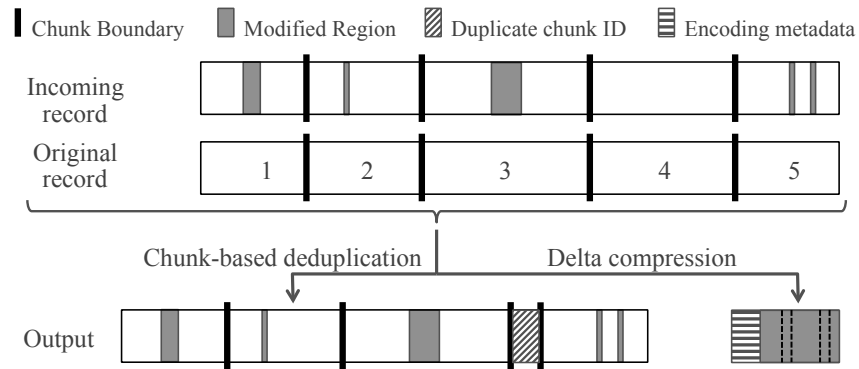 Chunk Boundary Modified Region Duplicate chunk ID Encoding metadata
Incoming
record
Original
record
1 2 3 4 5
Chunk-based deduplication Delta compression
Output